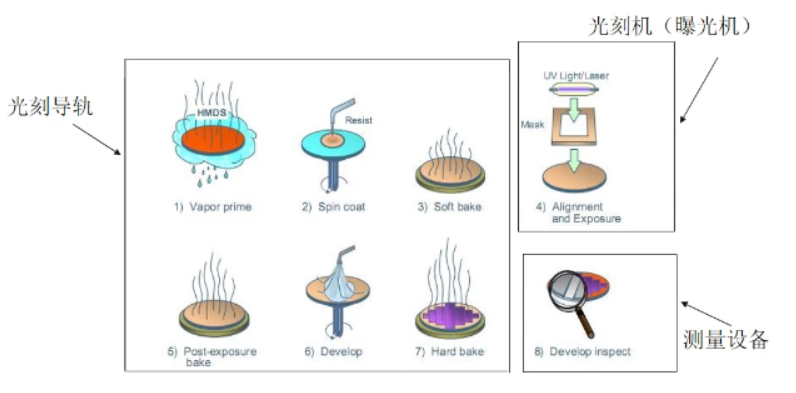 光刻机（曝光机）
光刻导轨
HMDS
Resist
1) Vapor prime
2) Spin coat
3) Soft bake
UV Light/Laser
Mask
4) Alignment
and Exposure
5) Post-exposure
bake
6) Develop
7) Hard bake
8) Develop inspect
测量设备